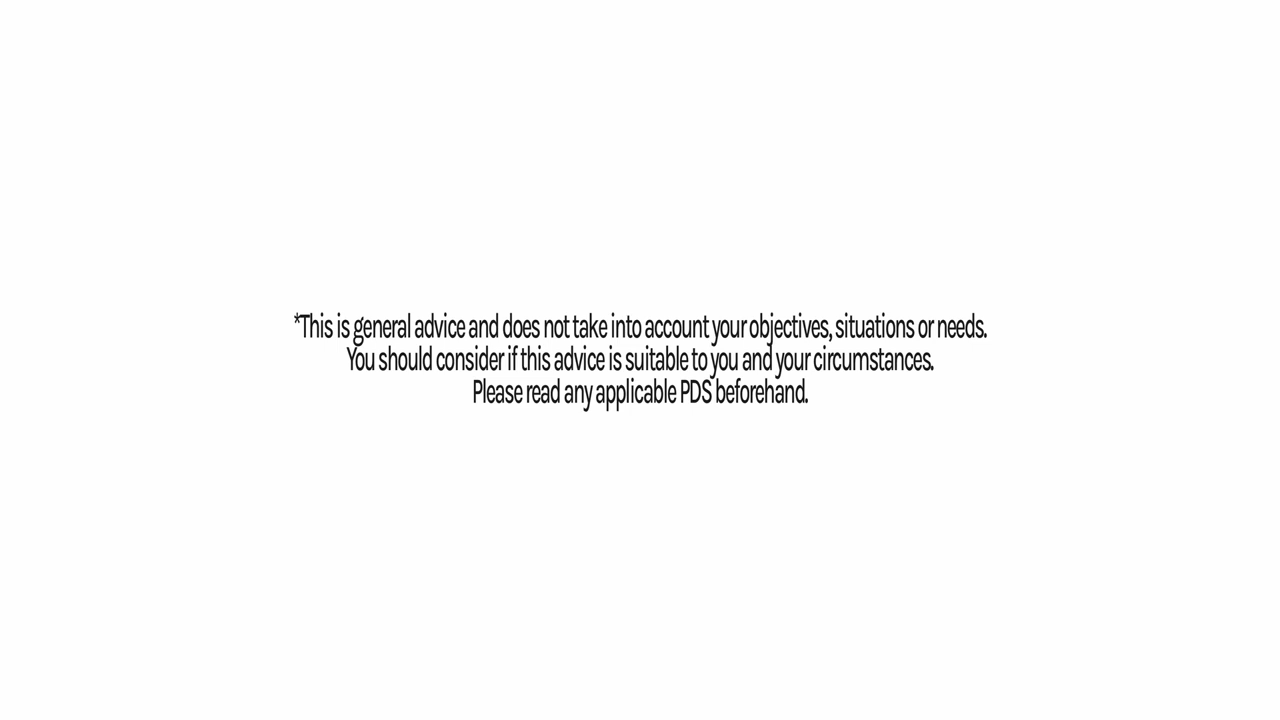 *This is general advice and does not take into account your objectives, situations or needs.
You should consider if this advice is suitable to you and your circumstances.
Please read any applicable PDS beforehand.